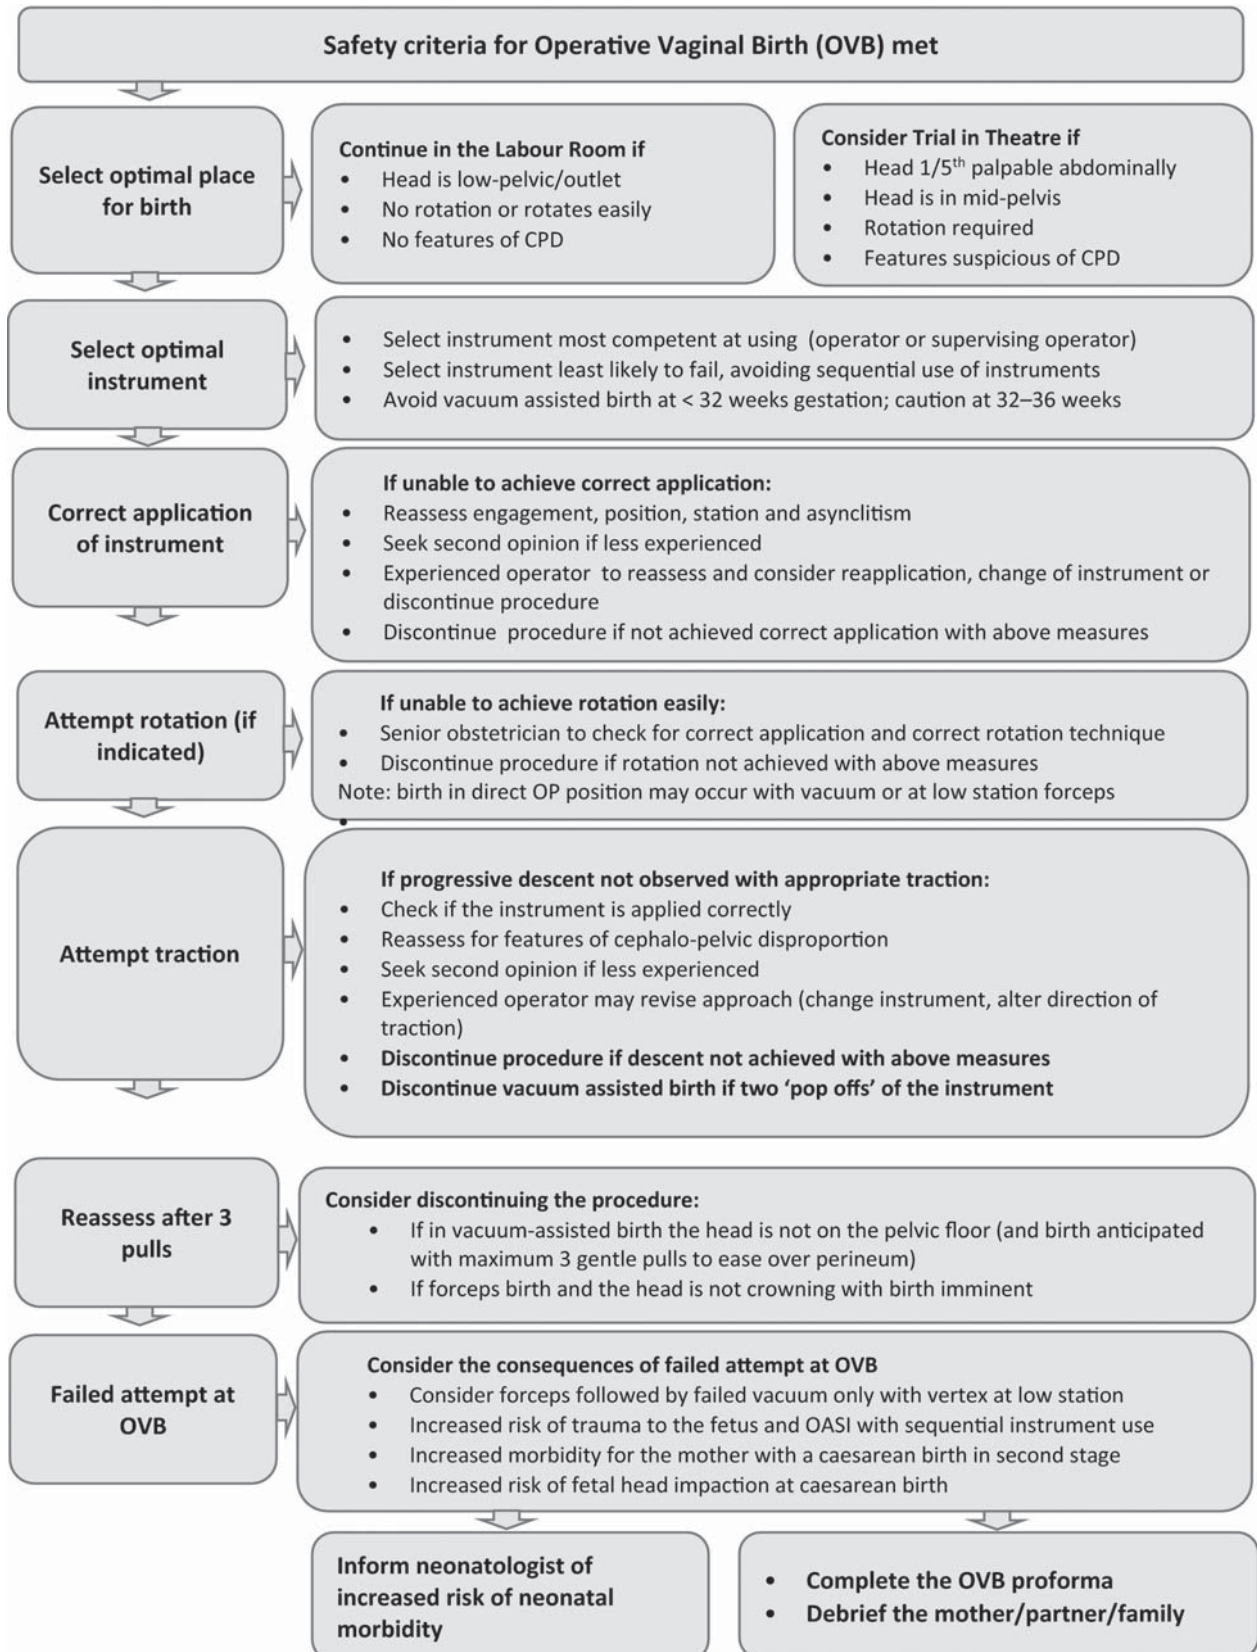 Safety criteria for Operative Vaginal Birth (OVB) met
Select optimal place
for birth
Continue in the Labour Room if
• Head is low-pelvic/outlet
• No rotation or rotates easily
• No features of CPD
Consider Trial in Theatre if
• Head 1/5th palpable abdominally
• Head is in mid-pelvis
• Rotation required
• Features suspicious of CPD
Select optimal
instrument
• Select instrument most competent at using (operator or supervising operator)
• Select instrument least likely to fail, avoiding sequential use of instruments
• Avoid vacuum assisted birth at < 32 weeks gestation; caution at 32–36 weeks
Correct application
of instrument
If unable to achieve correct application:
• Reassess engagement, position, station and asynclitism
• Seek second opinion if less experienced
• Experienced operator to reassess and consider reapplication, change of instrument or
discontinue procedure
• Discontinue procedure if not achieved correct application with above measures
Attempt rotation (if
indicated)
If unable to achieve rotation easily:
• Senior obstetrician to check for correct application and correct rotation technique
• Discontinue procedure if rotation not achieved with above measures
Note: birth in direct OP position may occur with vacuum or at low station forceps
•
Attempt traction
If progressive descent not observed with appropriate traction:
• Check if the instrument is applied correctly
• Reassess for features of cephalo-pelvic disproportion
• Seek second opinion if less experienced
• Experienced operator may revise approach (change instrument, alter direction of
traction)
• Discontinue procedure if descent not achieved with above measures
• Discontinue vacuum assisted birth if two ‘pop offs’ of the instrument
Reassess after 3
pulls
Consider discontinuing the procedure:
• If in vacuum-assisted birth the head is not on the pelvic floor (and birth anticipated
with maximum 3 gentle pulls to ease over perineum)
• If forceps birth and the head is not crowning with birth imminent
Failed attempt at
OVB
Consider the consequences of failed attempt at OVB
• Consider forceps followed by failed vacuum only with vertex at low station
• Increased risk of trauma to the fetus and OASI with sequential instrument use
• Increased morbidity for the mother with a caesarean birth in second stage
• Increased risk of fetal head impaction at caesarean birth
Inform neonatologist of
increased risk of neonatal
morbidity
• Complete the OVB proforma
• Debrief the mother/partner/family